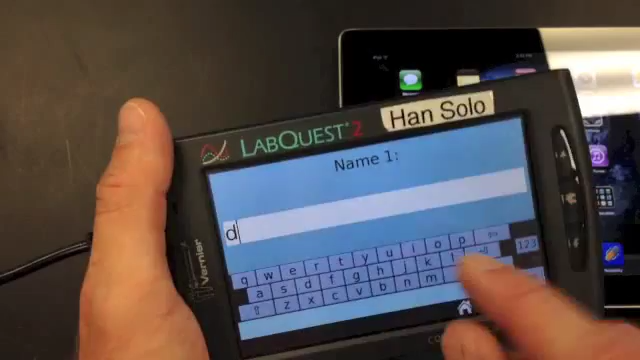 LABQUEST 2
Han Solo
Name 1:
d
q w e r t y u i o p
a s d f g h j k l
z x c v b n m
123
Vernier